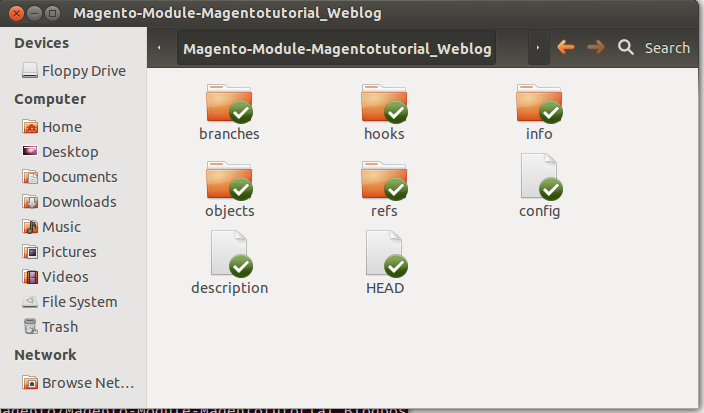 Magento-Module-Magentotutorial_Weblog
Devices
Floppy Drive
Computer
Home
Desktop
Documents
Downloads
Music
Pictures
Videos
File System
Trash
Network
Browse Net...
Magento-Module-Magentotutorial_Weblog
Search
branches
hooks
info
objects
refs
config
description
HEAD